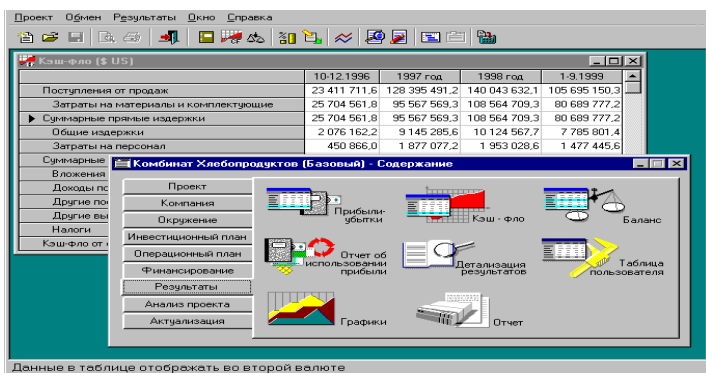 Проект Обмен Результаты Окно Справка
Кэш-фло ($ US)
10-12.1996 1997 год 1998 год 1-9.1999
Поступления от продаж 23 411 711,6 128 395 491,2 140 043 632,1 105 695 150,3
Затраты на материалы и комплектующие 25 704 561,8 95 567 569,3 108 564 709,3 80 689 777,2
Суммарные прямые издержки 25 704 561,8 95 567 569,3 108 564 709,3 80 689 777,2
Общие издержки 2 076 162,2 9 145 285,6 10 124 567,7 7 785 801,4
Затраты на персонал 450 866,0 1 877 077,2 1 953 028,6 1 477 445,6
Суммарные
Вложения
Доходы по
Другие по
Другие вы
Налоги
Кэш-фло от
Комбинат Хлебопродуктов (Базовый) - Содержание
Проект
Компания
Окружение
Инвестиционный план
Операционный план
Финансирование
Результаты
Анализ проекта
Актуализация
Прибыли-
убытки
Кэш - фло
Баланс
Отчет об
использовании
прибыли
Детализация
результатов
Таблица
пользователя
Графики
Отчет
Данные в таблице отображать во второй валюте